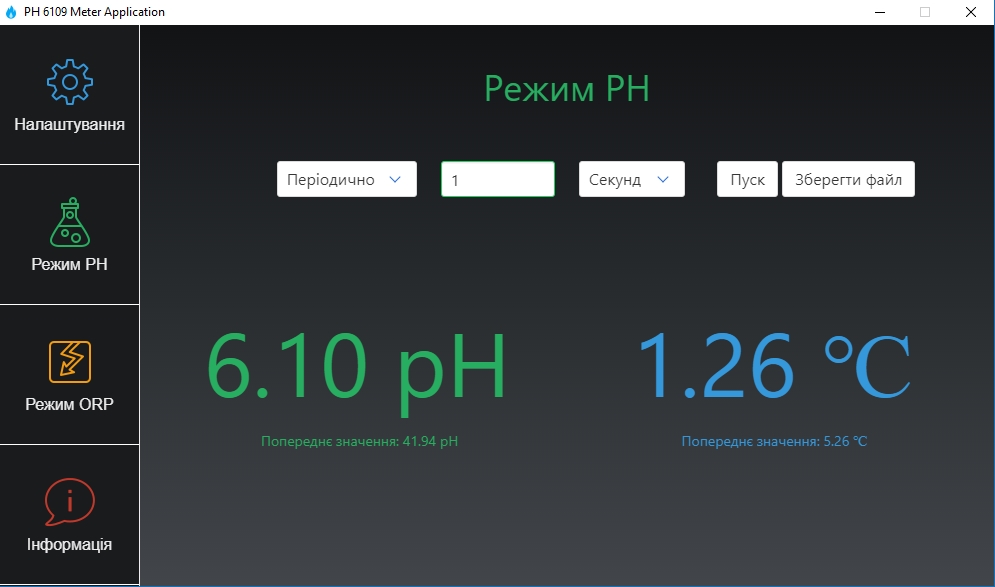 PH 6109 Meter Application
Налаштування
Режим PH
Режим ORP
Інформація
Режим PH
Періодично 1 Секунд Пуск Зберегти файл
6.10 pH 1.26 °C
Попереднє значення: 41.94 pH Попереднє значення: 5.26 °C